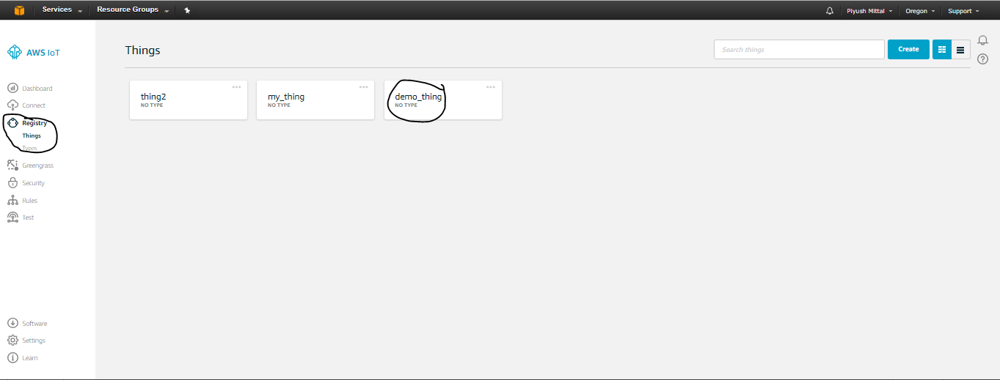 Services Resource Groups Piyush Mittal Oregon Support
AWS IoT
Dashboard
Connect
Registry
Things
Types
Greengrass
Security
Rules
Test
Software
Settings
Learn
Things Search things Create
thing2 my_thing demo_thing
NO TYPE NO TYPE NO TYPE